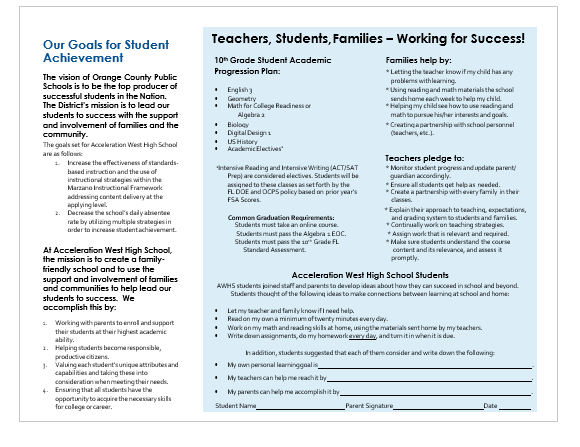 Our Goals for Student
Achievement
The vision of Orange County Public
Schools is to be the top producer of
successful students in the Nation.
The District's mission is to lead our
students to success with the support
and involvement of families and the
community.
The goals set for Acceleration West High School
are as follows:
1. Increase the effectiveness of standards-
based instruction and the use of
instructional strategies within the
Marzano Instructional Framework
addressing content delivery at the
applying level.
2. Decrease the school's daily absentee
rate by utilizing multiple strategies in
order to increase student achievement.
At Acceleration West High School,
the mission is to create a family-
friendly school and to use the
support and involvement of families
and communities to help lead our
students to success. We
accomplish this by:
1. Working with parents to enroll and support
their students at their highest academic
ability.
2. Helping students become responsible,
productive citizens.
3. Valuing each student's unique attributes and
capabilities and taking these into
consideration when meeting their needs.
4. Ensuring that all students have the
opportunity to acquire the necessary skills
for college or career.
Teachers, Students,Families – Working for Success!
10th Grade Student Academic
Progression Plan:
• English 3
• Geometry
• Math for College Readiness or
Algebra 2
• Biology
• Digital Design 1
• US History
• Academic Electives*
*Intensive Reading and Intensive Writing (ACT/SAT
Prep) are considered electives. Students will be
assigned to these classes as set forth by the
FL DOE and OCPS policy based on prior year's
FSA Scores.
Common Graduation Requirements:
Students must take an online course.
Students must pass the Algebra 1 EOC.
Students must pass the 10th Grade FL
Standard Assessment.
Families help by:
* Letting the teacher know if my child has any
problems with learning.
* Using reading and math materials the school
sends home each week to help my child.
* Helping my child see how to use reading and
math to pursue his/her interests and goals.
* Creating a partnership with school personnel
(teachers, etc.).
Teachers pledge to:
* Monitor student progress and update parent/
guardian accordingly.
* Ensure all students get help as needed.
* Create a partnership with every family in their
classes.
* Explain their approach to teaching, expectations,
and grading system to students and families.
* Continually work on teaching strategies.
* Assign work that is relevant and required.
* Make sure students understand the course
content and its relevance, and assess it
promptly.
Acceleration West High School Students
AWHS students joined staff and parents to develop ideas about how they can succeed in school and beyond.
Students thought of the following ideas to make connections between learning at school and home:
• Let my teacher and family know if I need help.
• Read on my own a minimum of twenty minutes every day.
• Work on my math and reading skills at home, using the materials sent home by my teachers.
• Write down assignments, do my homework every day, and turn it in when it is due.
In addition, students suggested that each of them consider and write down the following:
• My own personal learning goal is
• My teachers can help me reach it by
• My parents can help me accomplish it by
Student Name Parent Signature Date